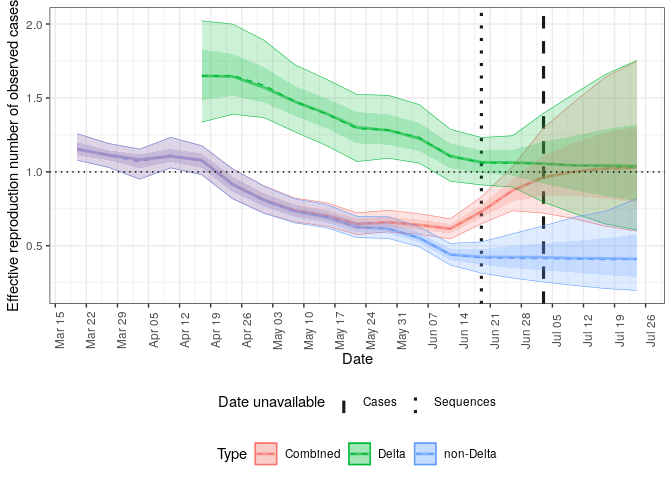 Effective reproduction number of observed cases
2.0
1.5
1.0
0.5
Mar 15
Mar 22
Mar 29
Apr 05
Apr 12
Apr 19
Apr 26
May 03
May 10
May 17
May 24
May 31
Jun 07
Jun 14
Jun 21
Jun 28
Jul 05
Jul 12
Jul 19
Jul 26
Date
Date unavailable Cases Sequences
Type Combined Delta non-Delta